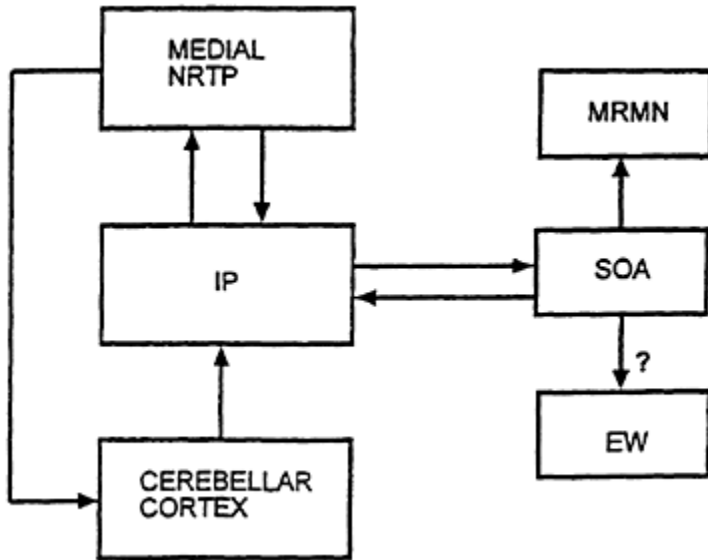 MEDIAL
NRTP
MRMN
IP
SOA
?
EW
CEREBELLAR
CORTEX